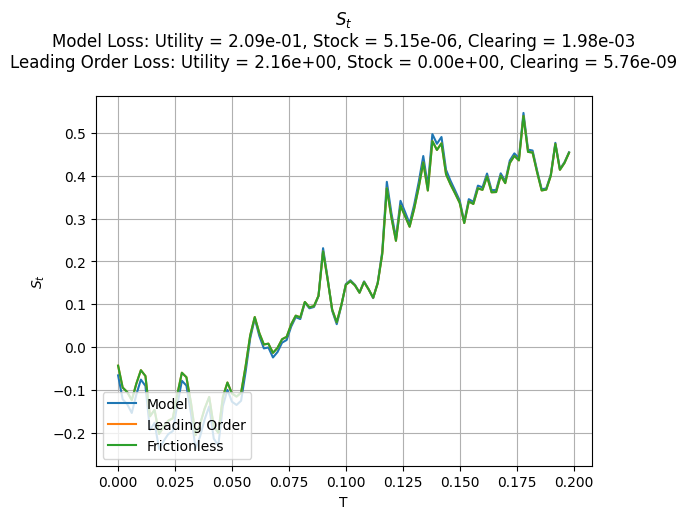 S_t
Model Loss: Utility = 2.09e-01, Stock = 5.15e-06, Clearing = 1.98e-03
Leading Order Loss: Utility = 2.16e+00, Stock = 0.00e+00, Clearing = 5.76e-09
0.5
0.4
0.3
0.2
0.1
0.0
−0.1
−0.2
S_t
Model
Leading Order
Frictionless
0.000 0.025 0.050 0.075 0.100 0.125 0.150 0.175 0.200
T